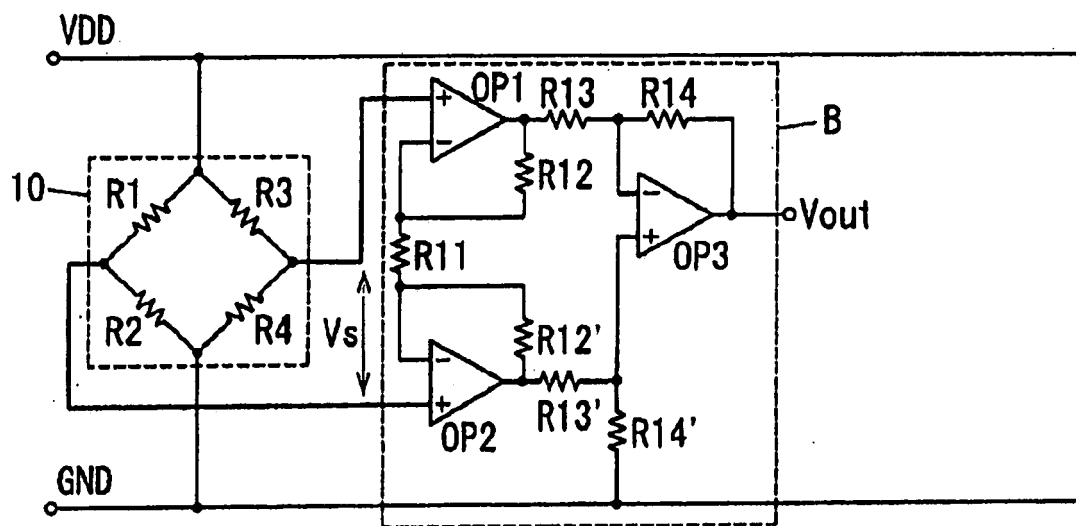 VDD
OP1
R13
R14
B
10
R1
R3
R12
Vout
R11
OP3
R2
R4
Vs
R12'
R13'
OP2
R14'
GND